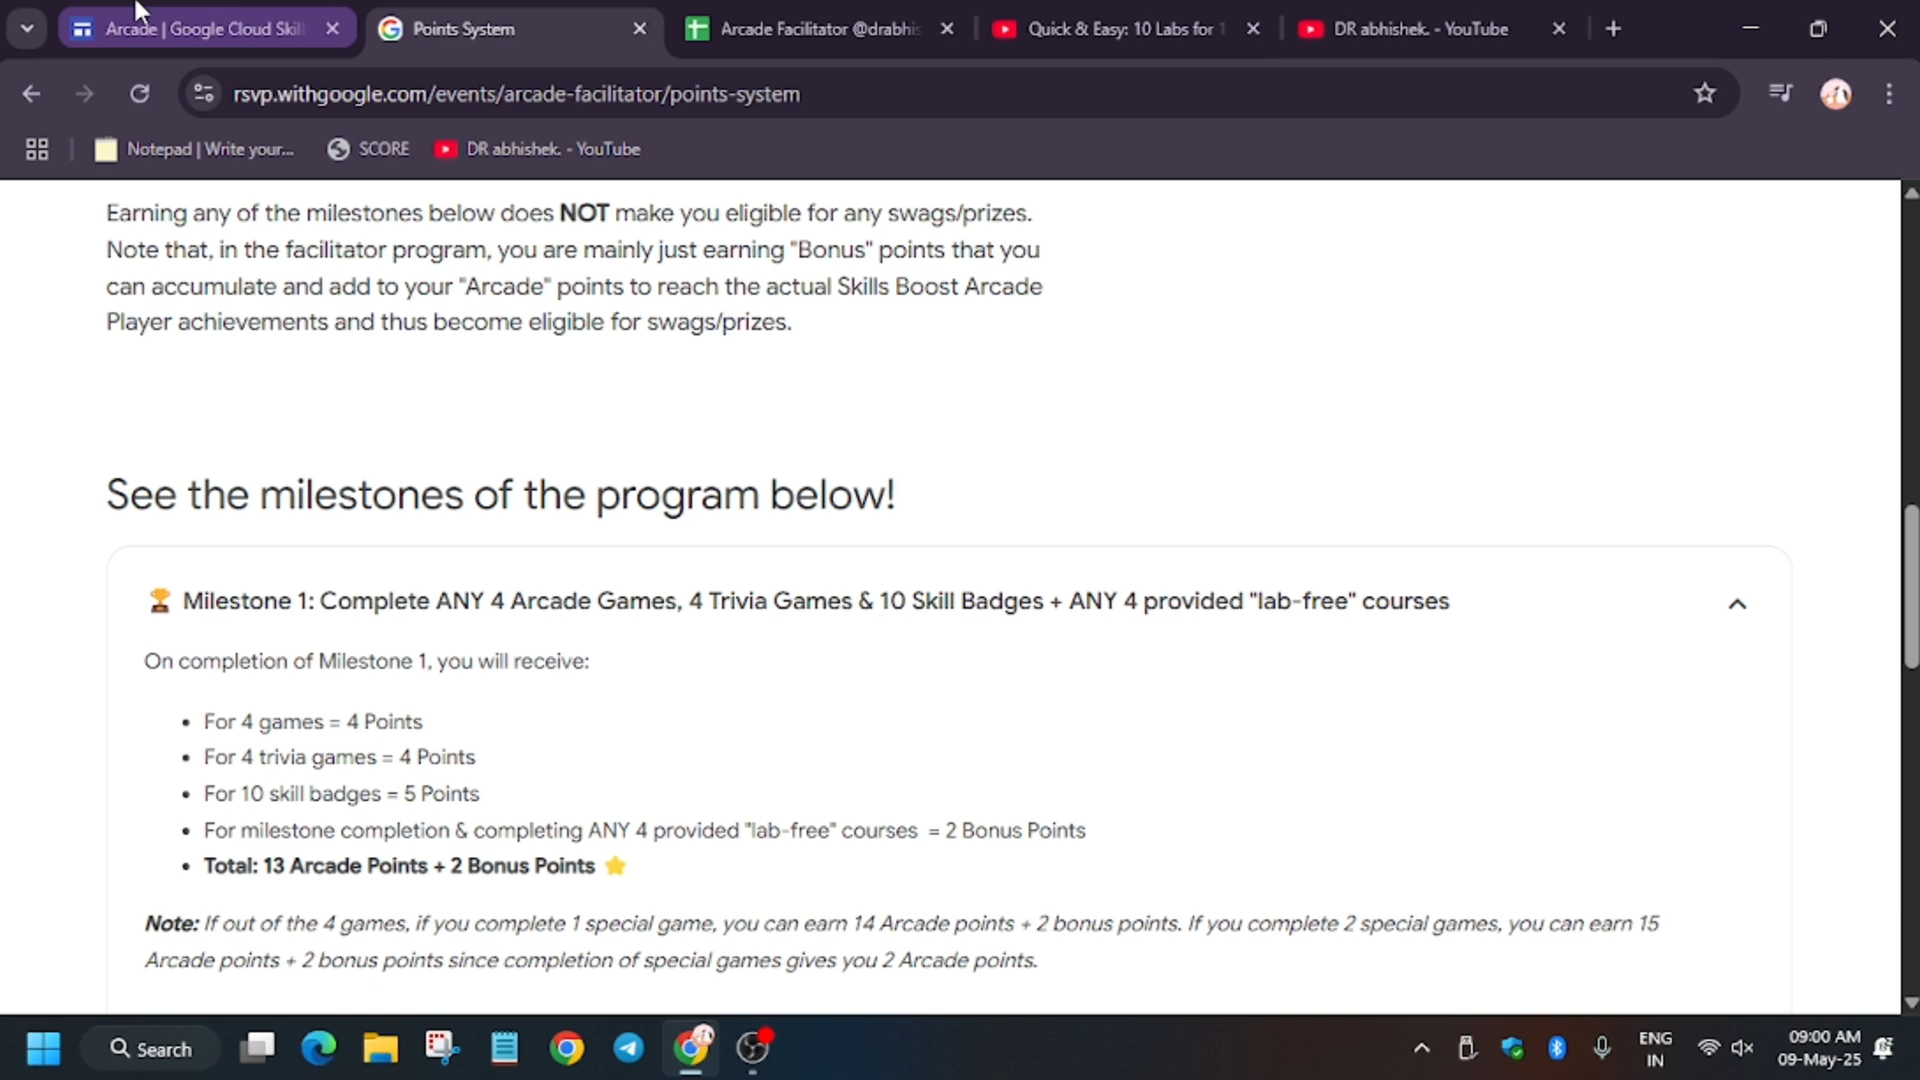 Arcade | Google Cloud Skil
Points System
Arcade Facilitator @drabhis
Quick & Easy: 10 Labs for 1
DR abhishek. - YouTube
rsvp.withgoogle.com/events/arcade-facilitator/points-system
Notepad | Write your...
SCORE
DR abhishek. - YouTube
Earning any of the milestones below does NOT make you eligible for any swags/prizes.
Note that, in the facilitator program, you are mainly just earning "Bonus" points that you
can accumulate and add to your "Arcade" points to reach the actual Skills Boost Arcade
Player achievements and thus become eligible for swags/prizes.
See the milestones of the program below!
🏆 Milestone 1: Complete ANY 4 Arcade Games, 4 Trivia Games & 10 Skill Badges + ANY 4 provided "lab-free" courses
On completion of Milestone 1, you will receive:
• For 4 games = 4 Points
• For 4 trivia games = 4 Points
• For 10 skill badges = 5 Points
• For milestone completion & completing ANY 4 provided "lab-free" courses = 2 Bonus Points
• Total: 13 Arcade Points + 2 Bonus Points ⭐
Note: If out of the 4 games, if you complete 1 special game, you can earn 14 Arcade points + 2 bonus points. If you complete 2 special games, you can earn 15
Arcade points + 2 bonus points since completion of special games gives you 2 Arcade points.
Search
ENG
IN
09:00 AM
09-May-25